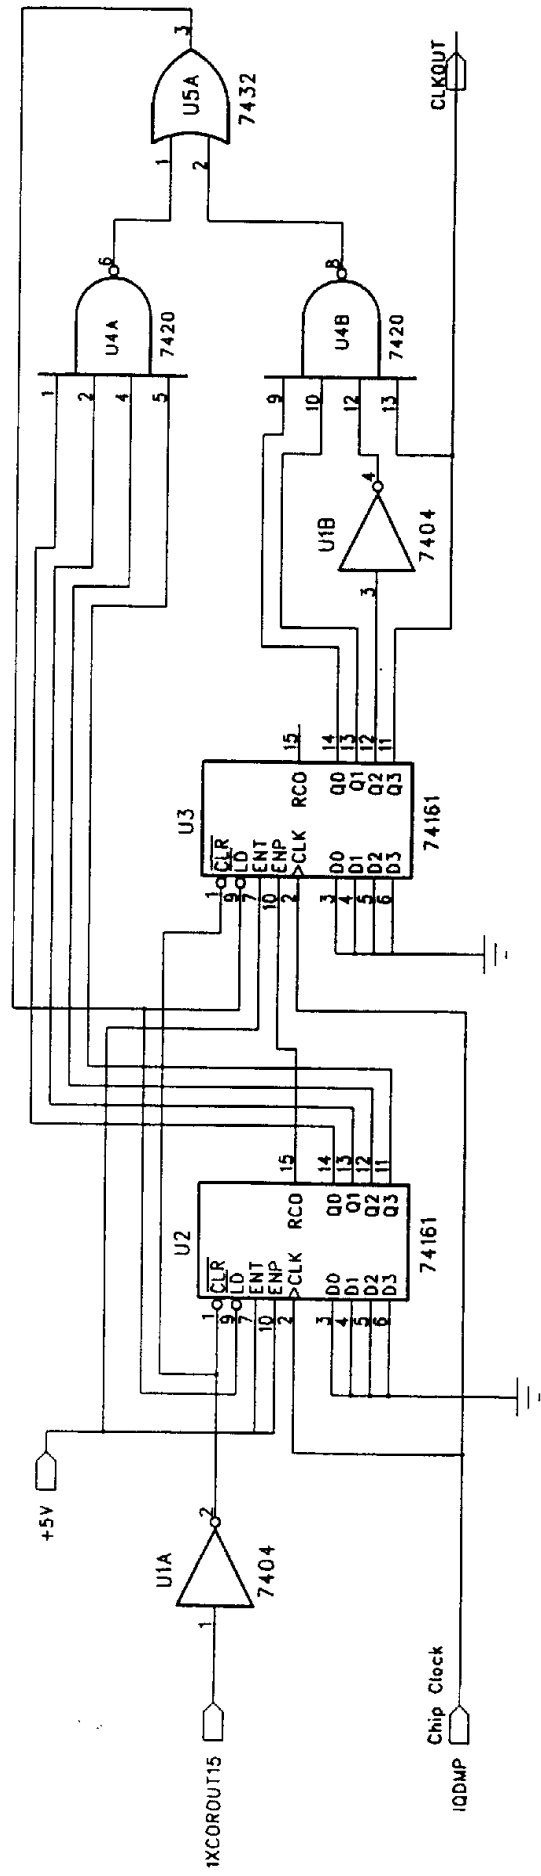 +5V
1XCOROUT15
1
U1A
2
7404
Chip Clock
IQDMP
U2
1
9
7
10
2
3
4
5
6
CLR
LD
ENT
ENP
CLK
D0
D1
D2
D3
RCO
Q0
Q1
Q2
Q3
15
14
13
12
11
74161
U3
1
9
7
10
2
3
4
5
6
CLR
LD
ENT
ENP
CLK
D0
D1
D2
D3
RCO
Q0
Q1
Q2
Q3
15
14
13
12
11
74161
3
U1B
4
7404
1
2
4
5
U4A
6
7420
9
10
12
13
U4B
8
7420
1
2
U5A
3
7432
CLKOUT